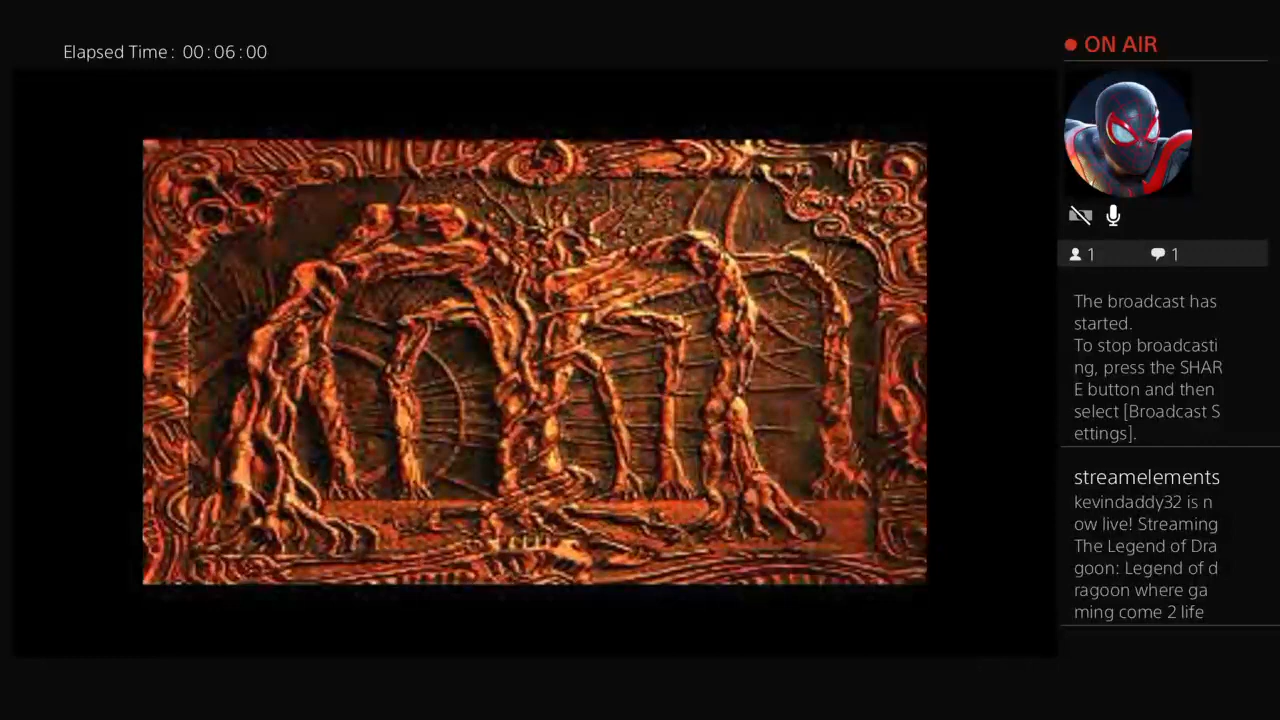 Elapsed Time: 00:06:00
ON AIR
1
1
The broadcast has
started.
To stop broadcasti
ng, press the SHAR
E button and then
select [Broadcast S
ettings].
streamelements
kevindaddy32 is n
ow live! Streaming
The Legend of Dra
goon: Legend of d
ragoon where ga
ming come 2 life